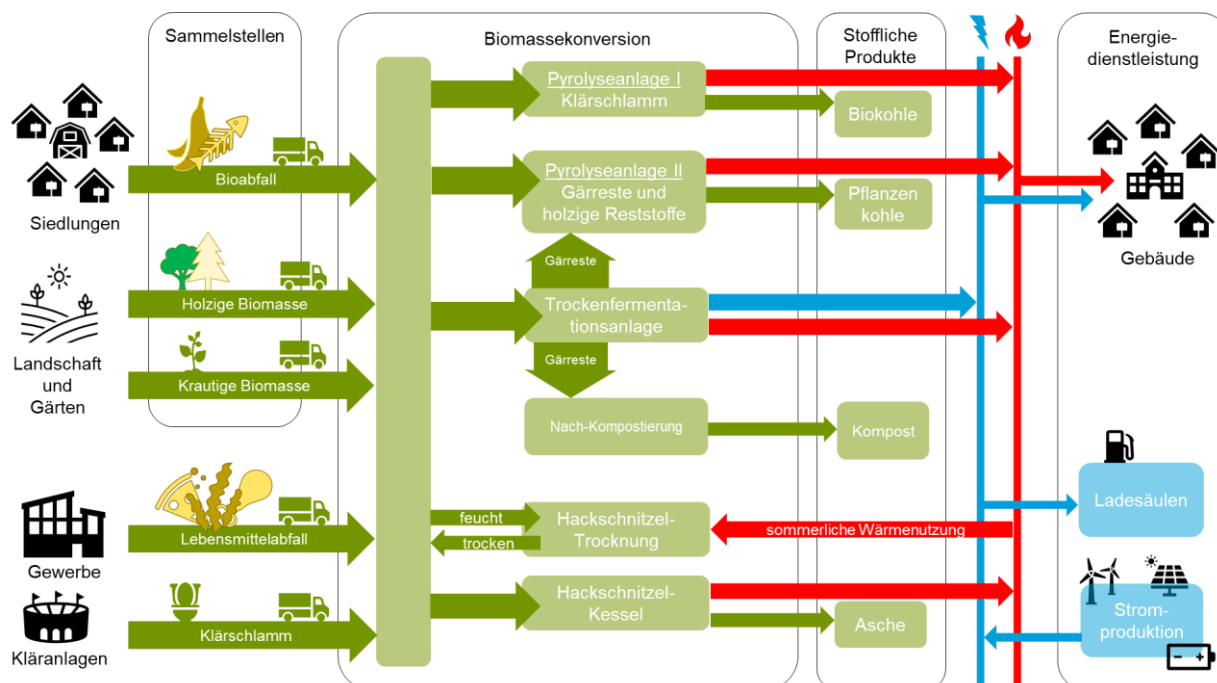 Sammelstellen
Biomassekonversion
Stoffliche
Produkte
Energie-
dienstleistung
Siedlungen
Bioabfall
Pyrolyseanlage I
Klärschlamm
Biokohle
Pyrolyseanlage II
Gärreste und
holzige Reststoffe
Pflanzen
kohle
Gebäude
Landschaft
und
Gärten
Holzige Biomasse
Krautige Biomasse
Gärreste
Trockenfermenta-
tionsanlage
Gärreste
Nach-Kompostierung
Kompost
Gewerbe
Lebensmittelabfall
feucht
trocken
Hackschnitzel-
Trocknung
sommerliche Wärmenutzung
Ladesäulen
Kläranlagen
Klärschlamm
Hackschnitzel-
Kessel
Asche
Strom-
produktion